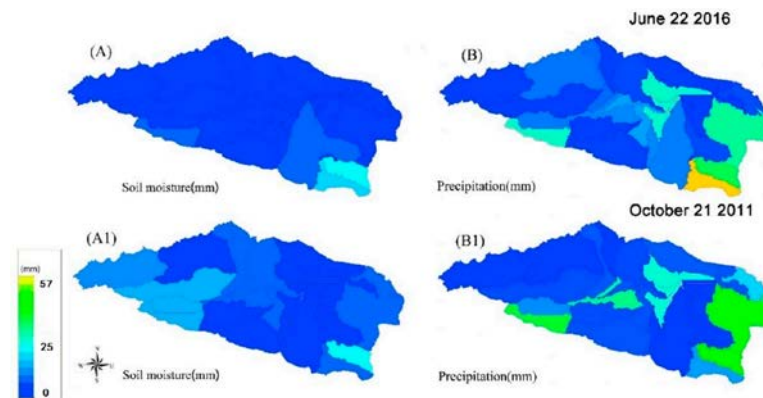 June 22 2016
(A)
(B)
Soil moisture(mm)
Precipitation(mm)
October 21 2011
(A1)
(B1)
(mm)
57
25
0
Soil moisture(mm)
Precipitation(mm)